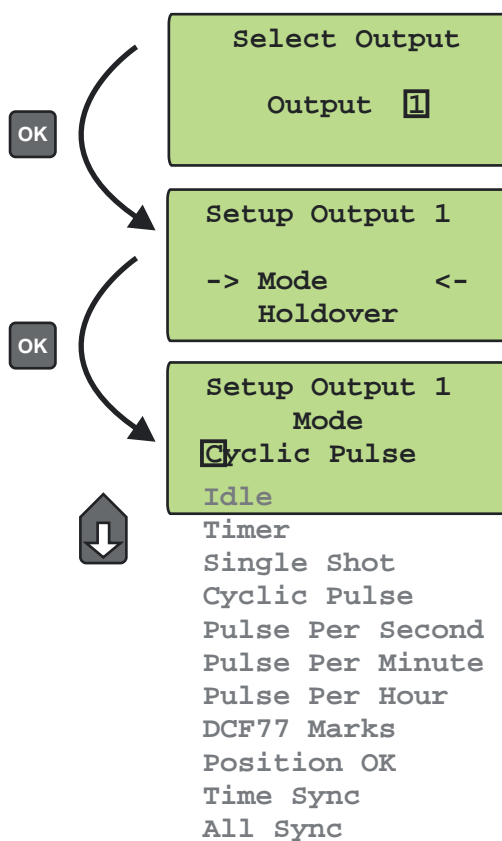 Select Output
Output 1
OK
Setup Output 1
-> Mode <-
Holdover
OK
Setup Output 1
Mode
Cyclic Pulse
Idle
Timer
Single Shot
Cyclic Pulse
Pulse Per Second
Pulse Per Minute
Pulse Per Hour
DCF77 Marks
Position OK
Time Sync
All Sync